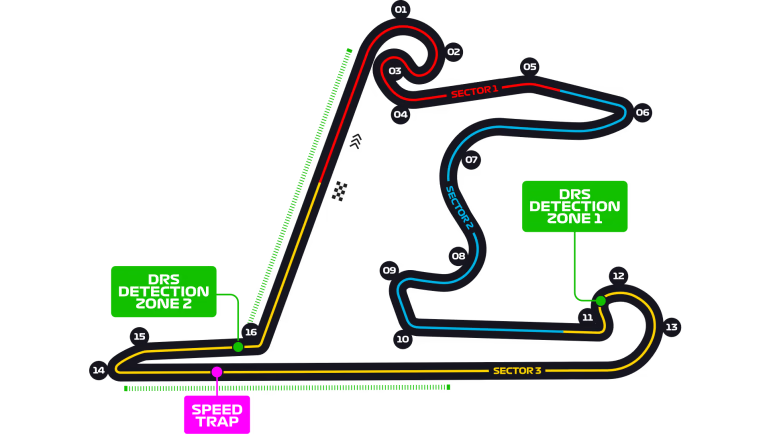 01
02
03
04
05
SECTOR 1
06
07
DRS
DETECTION
ZONE 1
SECTOR 2
08
09
10
11
12
13
DRS
DETECTION
ZONE 2
16
15
14
SECTOR 3
SPEED
TRAP